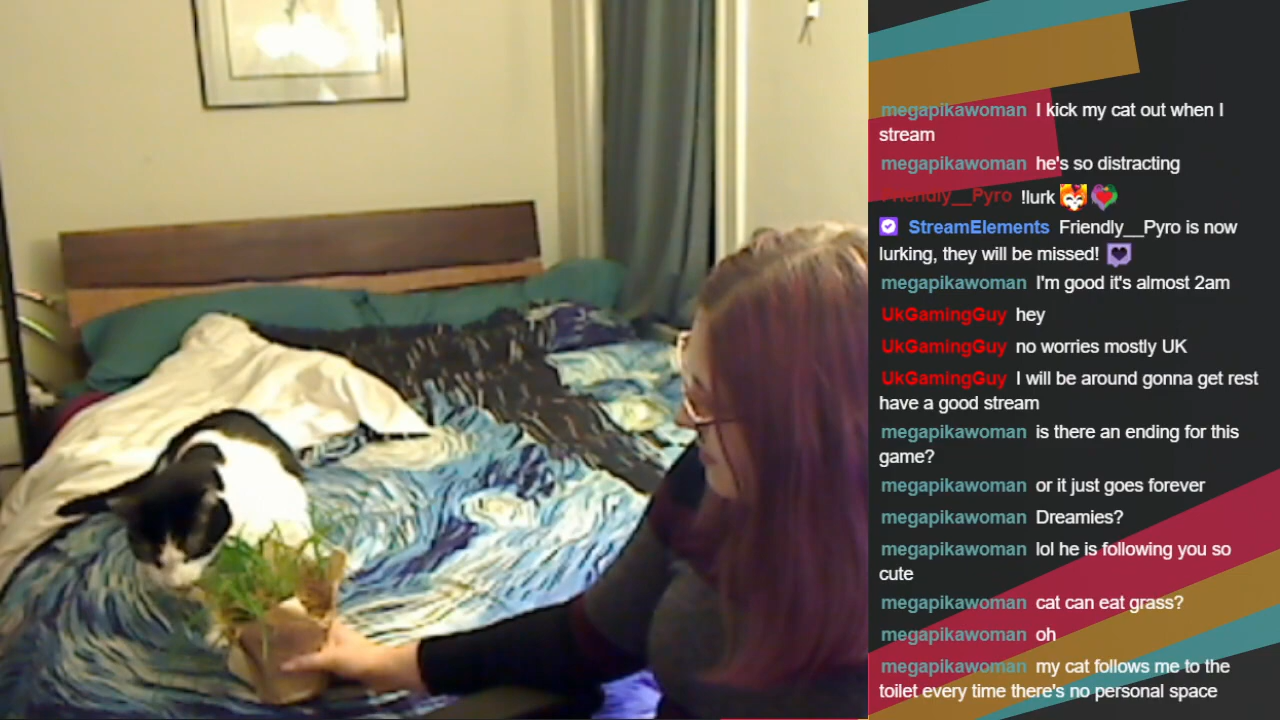 megapikawoman I kick my cat out when I
stream
megapikawoman he's so distracting
Friendly__Pyro !lurk
StreamElements Friendly__Pyro is now
lurking, they will be missed!
megapikawoman I'm good it's almost 2am
UkGamingGuy hey
UkGamingGuy no worries mostly UK
UkGamingGuy I will be around gonna get rest
have a good stream
megapikawoman is there an ending for this
game?
megapikawoman or it just goes forever
megapikawoman Dreamies?
megapikawoman lol he is following you so
cute
megapikawoman cat can eat grass?
megapikawoman oh
megapikawoman my cat follows me to the
toilet every time there's no personal space